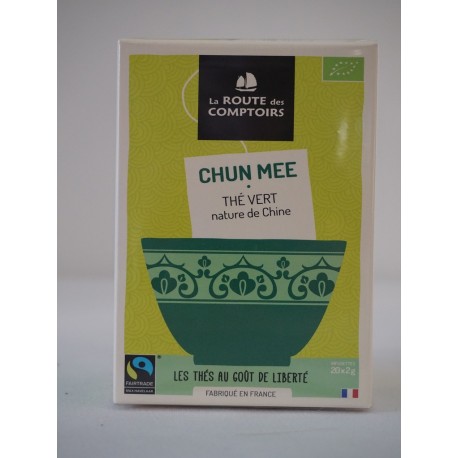 La ROUTE des
COMPTOIRS
CHUN MEE
THÉ VERT
nature de Chine
20x2g
FAIRTRADE
LES THÉS AU GOÛT DE LIBERTÉ
FABRIQUÉ EN FRANCE